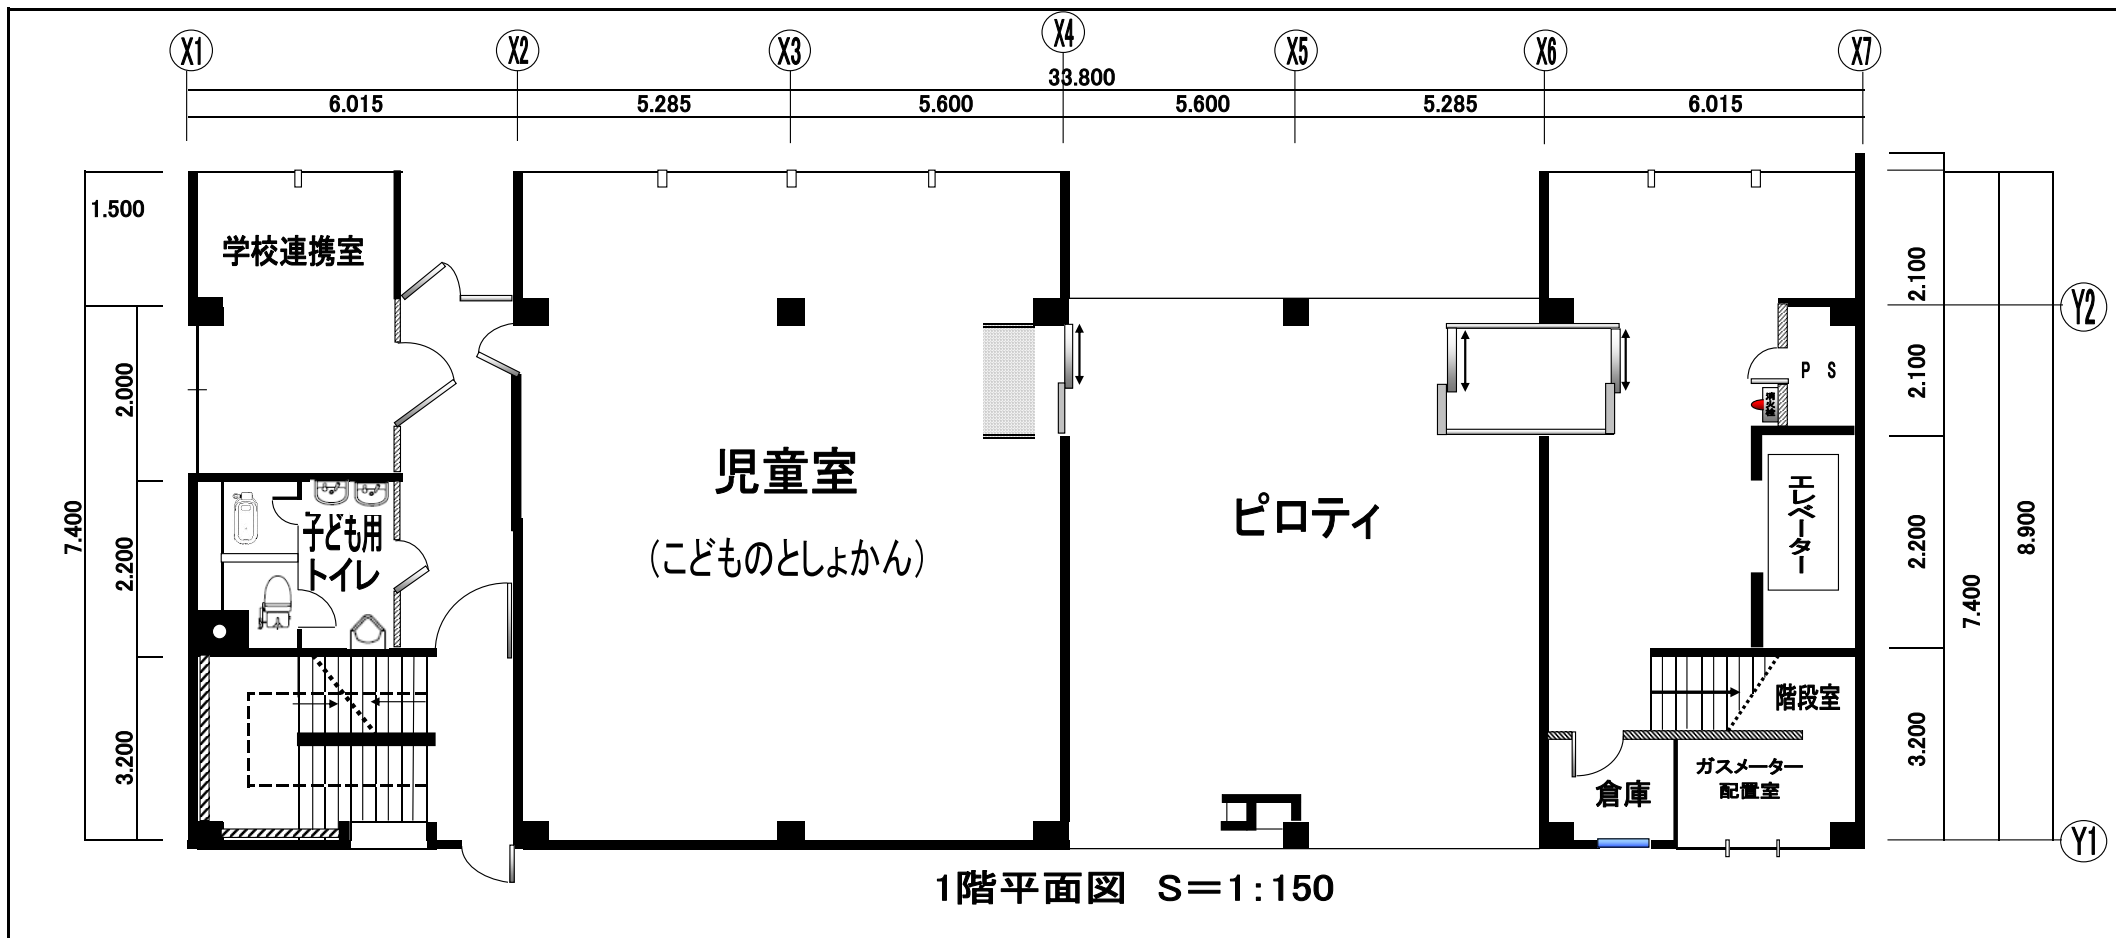 X1 X2 X3 X4 X5 X6 X7
33.800
6.015 5.285 5.600 5.600 5.285 6.015
1.500
2.000
2.200
3.200
7.400
学校連携室
子ども用
トイレ
児童室
(こどものとしょかん)
ピロティ
P S
消火栓
エレベーター
階段室
倉庫
ガスメーター
配置室
2.100
2.100
2.200
3.200
7.400
8.900
Y2
Y1
1階平面図 S=1:150